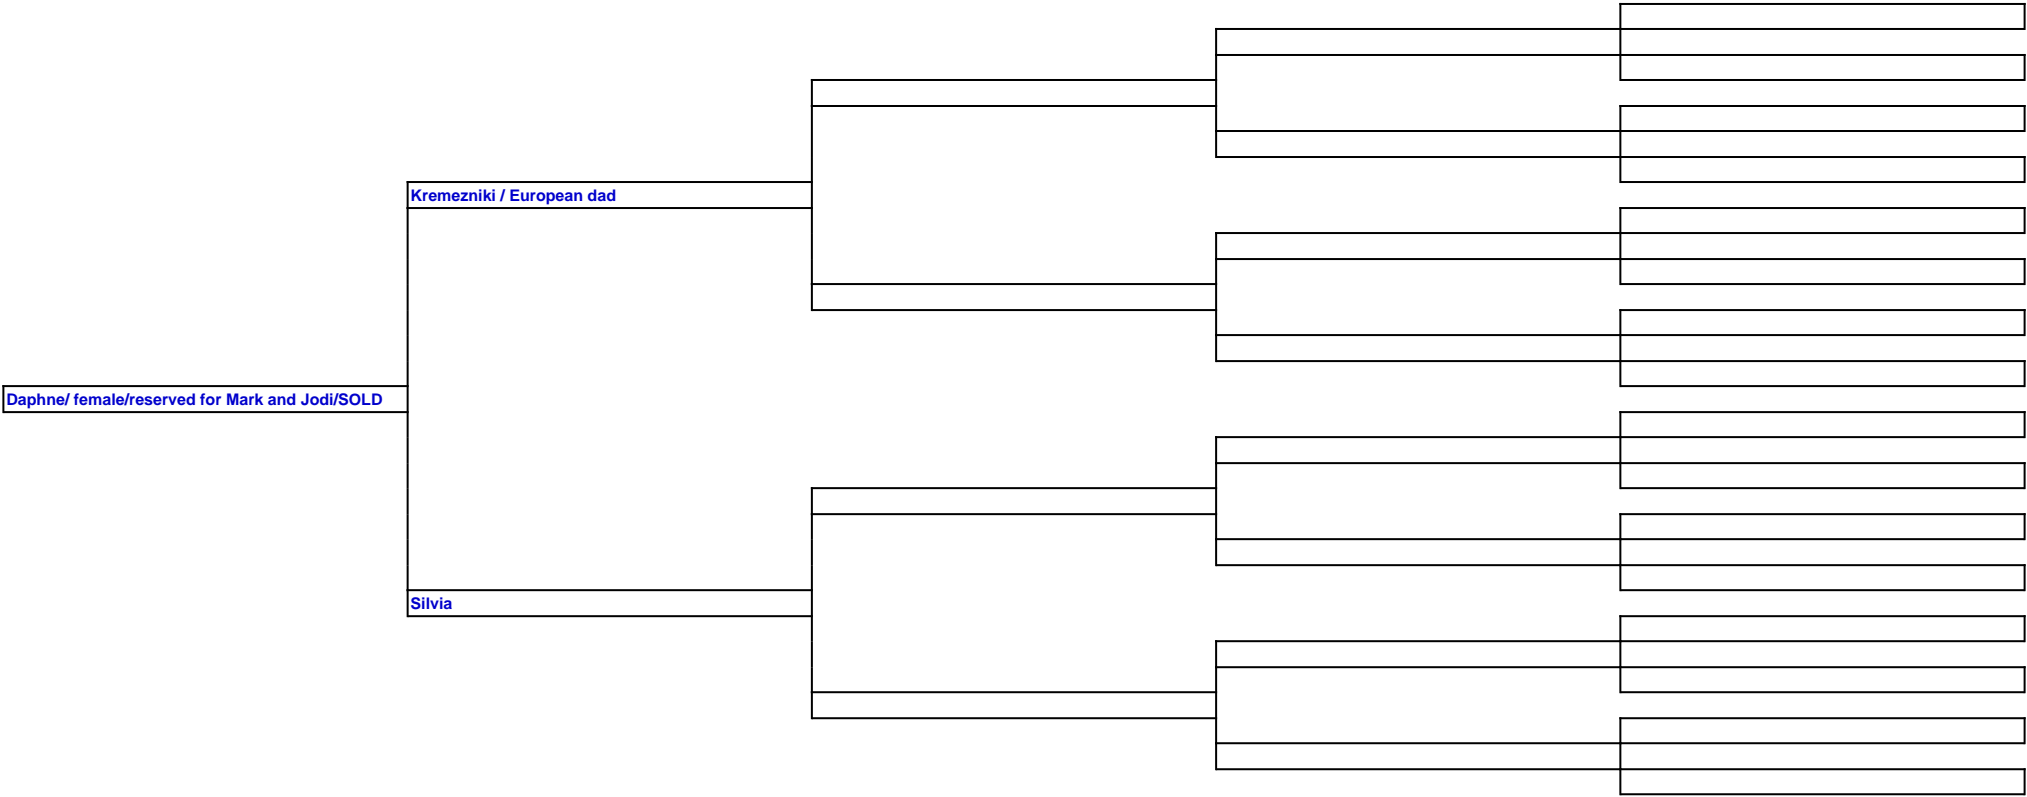 Kremezniki / European dad
Daphne/ female/reserved for Mark and Jodi/SOLD
Silvia